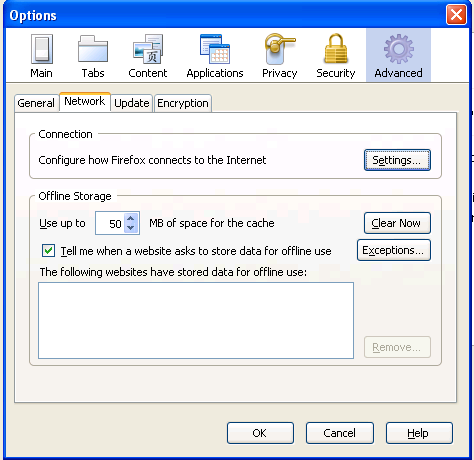 Options
Main Tabs Content Applications Privacy Security Advanced
General Network Update Encryption
Connection
Configure how Firefox connects to the Internet Settings...
Offline Storage
Use up to 50 MB of space for the cache Clear Now
Tell me when a website asks to store data for offline use Exceptions...
The following websites have stored data for offline use:
Remove...
OK Cancel Help